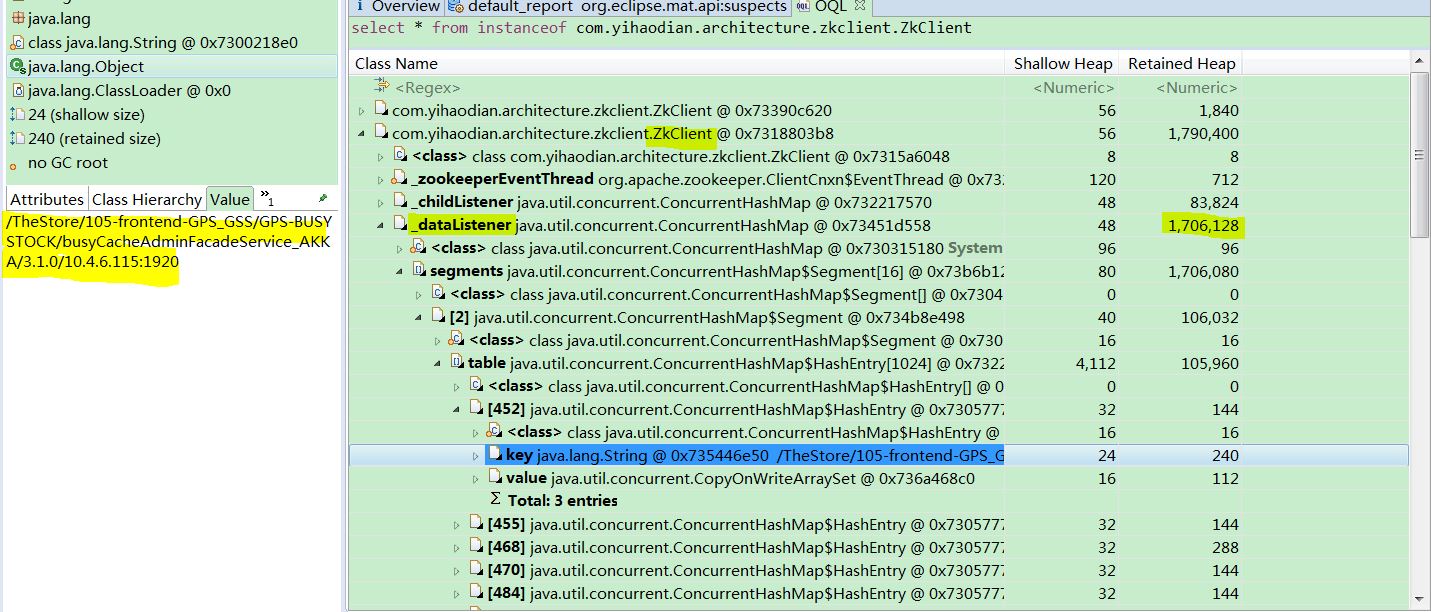 java.lang
class java.lang.String @ 0x7300218e0
java.lang.Object
java.lang.ClassLoader @ 0x0
24 (shallow size)
240 (retained size)
no GC root
Attributes Class Hierarchy Value »1
/TheStore/105-frontend-GPS_GSS/GPS-BUSY
STOCK/busyCacheAdminFacadeService_AKK
A/3.1.0/10.4.6.115:1920
i Overview default_report org.eclipse.mat.api:suspects OQL
select * from instanceof com.yihaodian.architecture.zkclient.ZkClient
Class Name Shallow Heap Retained Heap
<Regex> <Numeric> <Numeric>
com.yihaodian.architecture.zkclient.ZkClient @ 0x73390c620 56 1,840
com.yihaodian.architecture.zkclient.ZkClient @ 0x7318803b8 56 1,790,400
<class> class com.yihaodian.architecture.zkclient.ZkClient @ 0x7315a6048 8 8
_zookeeperEventThread org.apache.zookeeper.ClientCnxn$EventThread @ 0x73 120 712
_childListener java.util.concurrent.ConcurrentHashMap @ 0x732217570 48 83,824
_dataListener java.util.concurrent.ConcurrentHashMap @ 0x73451d558 48 1,706,128
<class> class java.util.concurrent.ConcurrentHashMap @ 0x730315180 System 96 96
segments java.util.concurrent.ConcurrentHashMap$Segment[16] @ 0x73b6b12 80 1,706,080
<class> class java.util.concurrent.ConcurrentHashMap$Segment[] @ 0x7304 0 0
[2] java.util.concurrent.ConcurrentHashMap$Segment @ 0x734b8e498 40 106,032
<class> class java.util.concurrent.ConcurrentHashMap$Segment @ 0x730 16 16
table java.util.concurrent.ConcurrentHashMap$HashEntry[1024] @ 0x7322 4,112 105,960
<class> class java.util.concurrent.ConcurrentHashMap$HashEntry[] @ 0 0 0
[452] java.util.concurrent.ConcurrentHashMap$HashEntry @ 0x7305777 32 144
<class> class java.util.concurrent.ConcurrentHashMap$HashEntry @ 16 16
key java.lang.String @ 0x735446e50 /TheStore/105-frontend-GPS_G 24 240
value java.util.concurrent.CopyOnWriteArraySet @ 0x736a468c0 16 112
Σ Total: 3 entries
[455] java.util.concurrent.ConcurrentHashMap$HashEntry @ 0x7305777 32 144
[468] java.util.concurrent.ConcurrentHashMap$HashEntry @ 0x7305777 32 288
[470] java.util.concurrent.ConcurrentHashMap$HashEntry @ 0x7305777 32 144
[484] java.util.concurrent.ConcurrentHashMap$HashEntry @ 0x7305777 32 144